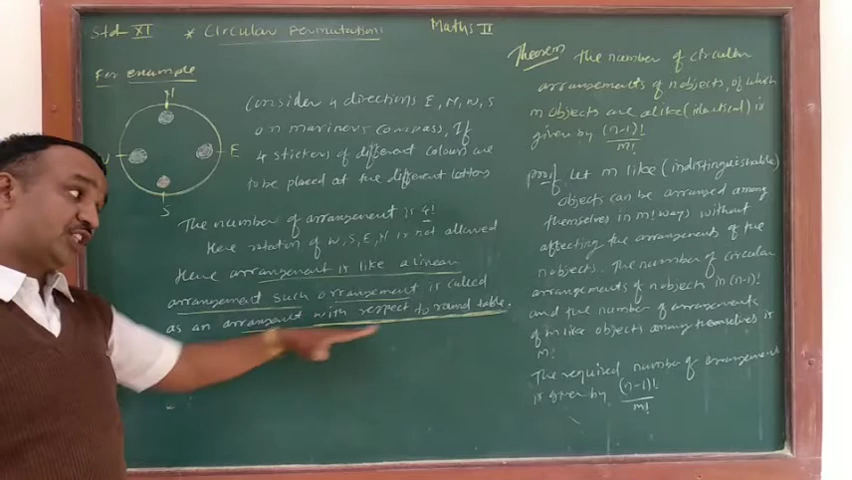 Std XI * Circular Permutations Maths II
For example
N
E
S
Consider 4 directions E, N, W, S
on mariners compass, If
4 stickers of different colours are
to be placed at the different letters
The number of arrangement is 4!
Here rotation of W, S, E, N is not allowed
Hence arrangement is like a linear
arrangement such arrangement is called
as an arrangement with respect to round table.
Theorem The number of circular
arrangements of n objects, of which
m objects are alike (identical) is
given by (n-1)!/m!
proof Let m like (indistinguishable)
objects can be arranged among
themselves in m! ways without
affecting the arrangements of the
n objects. The number of circular
arrangements of n objects in (n-1)!
and the number of arrangements
of m like objects among themselves is
m!
The required number of arrangement
is given by (n-1)!/m!